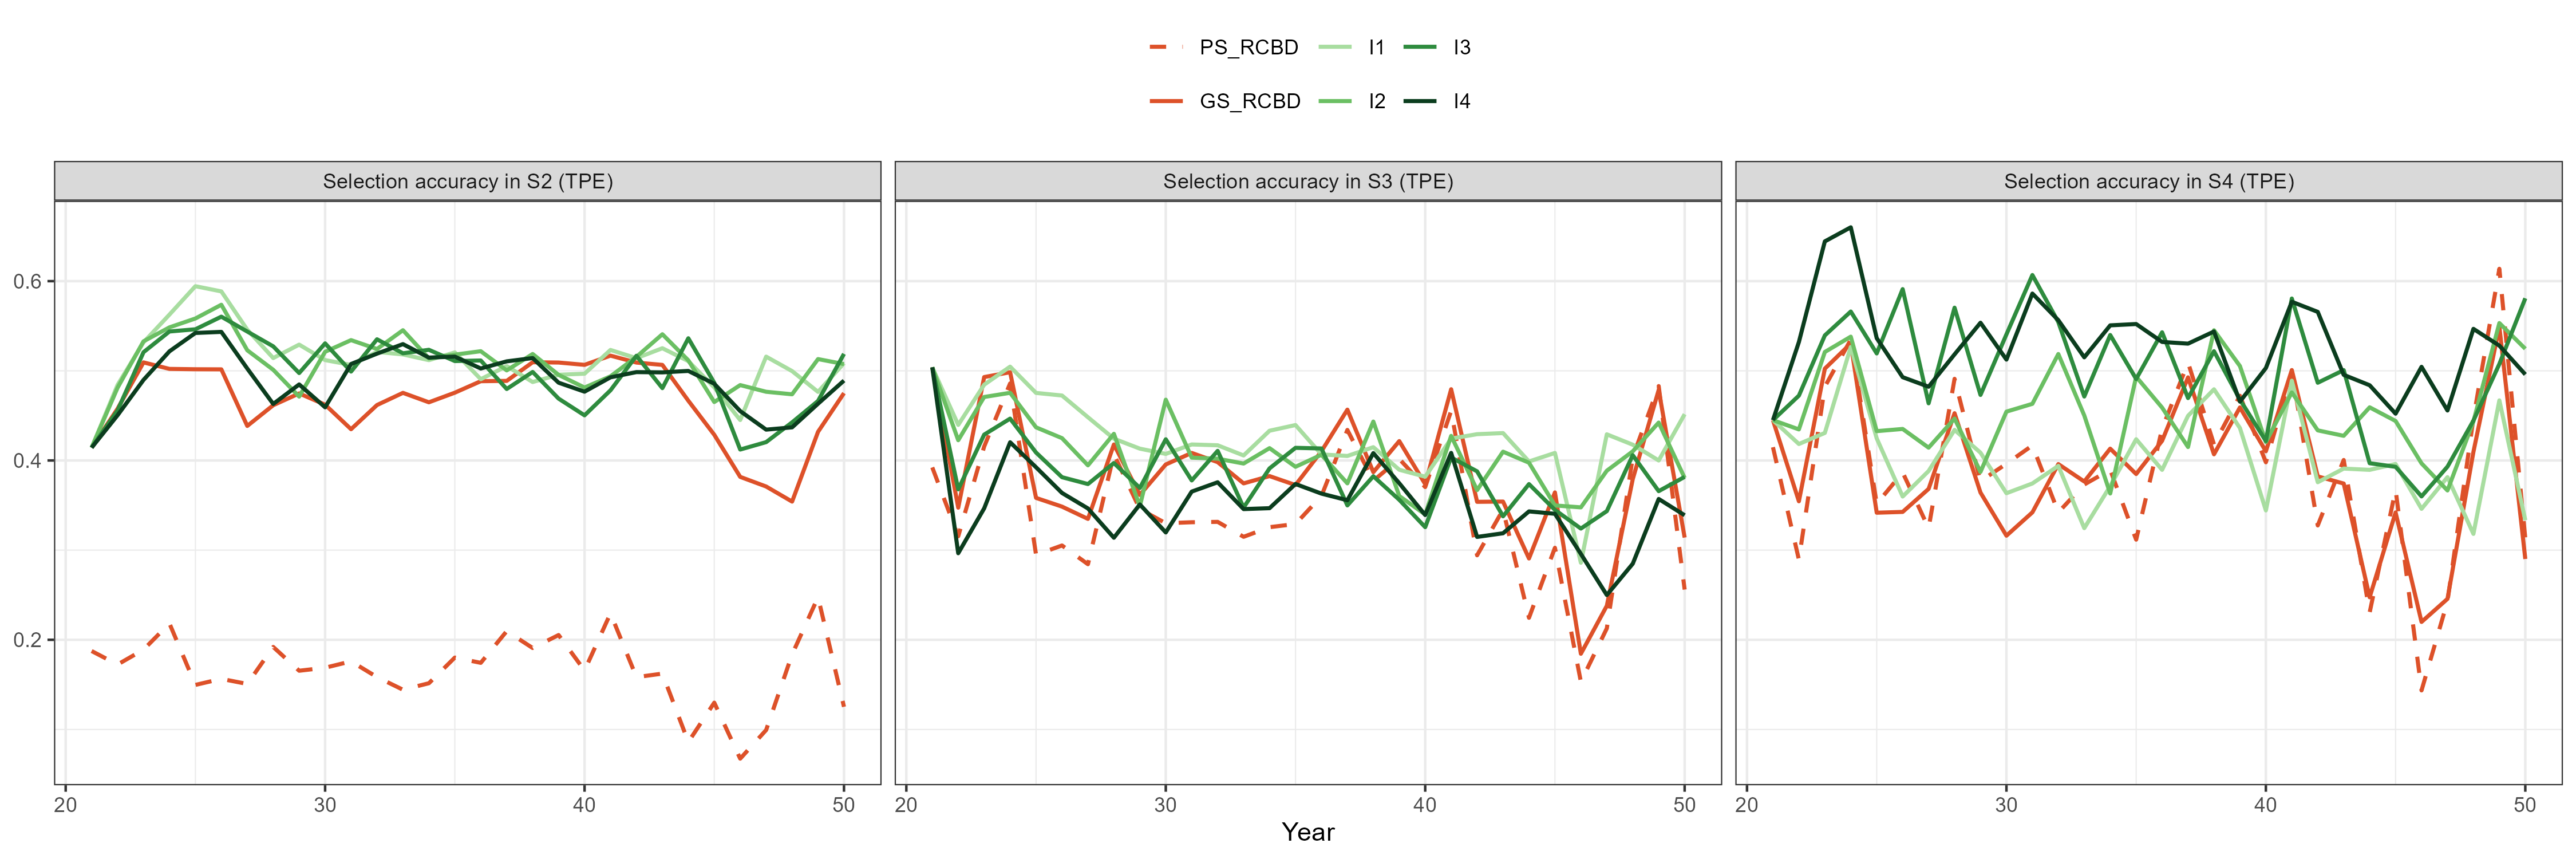 PS_RCBD I1 I3
GS_RCBD I2 I4
Selection accuracy in S2 (TPE) Selection accuracy in S3 (TPE) Selection accuracy in S4 (TPE)
0.6
0.4
0.2
20 30 40 50 20 30 40 50 20 30 40 50
Year